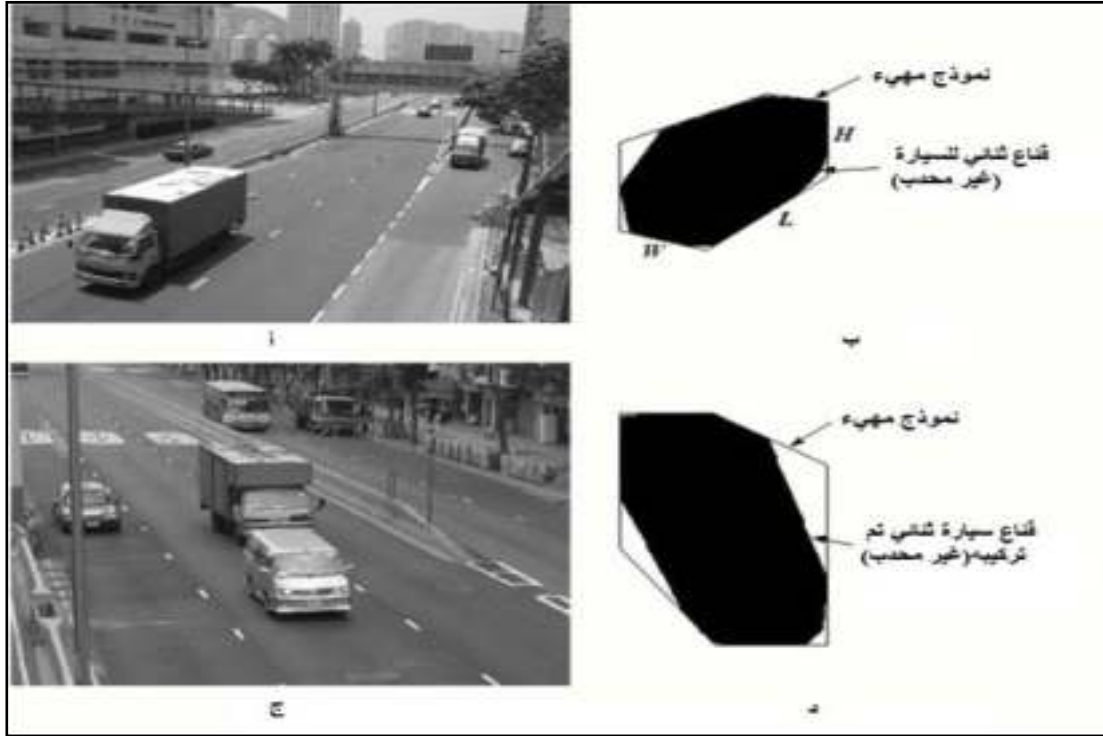 نموذج مهيء
H
قناع ثنائي للسيارة
(غير محدب)
L
W
أ
ب
نموذج مهيء
قناع سيارة ثنائي تم
تركيبه(غير محدب)
ج
د